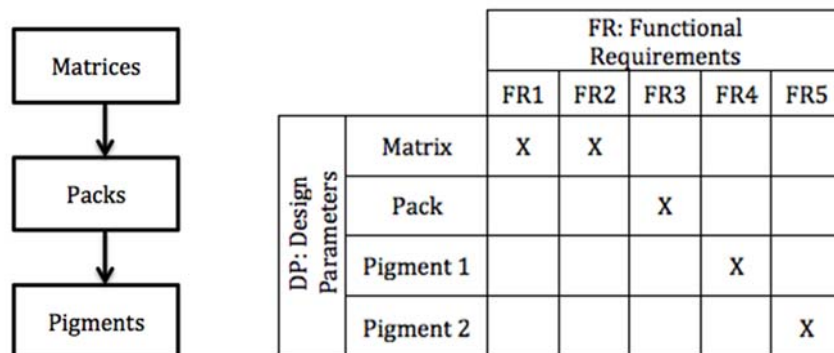 Matrices
Packs
Pigments
FR: Functional
Requirements
FR1 FR2 FR3 FR4 FR5
DP: Design
Parameters
Matrix X X
Pack X
Pigment 1 X
Pigment 2 X